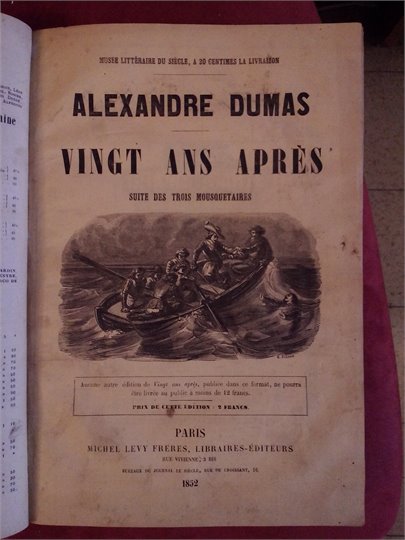 MUSÉE LITTÉRAIRE DU SIÈCLE, A 20 CENTIMES LA LIVRAISON
ALEXANDRE DUMAS
VINGT ANS APRÈS
SUITE DES TROIS MOUSQUETAIRES
Aucune autre édition de Vingt ans après, publiée dans ce format, ne pourra
être livrée au public à moins de 12 francs.
PRIX DE CETTE ÉDITION : 2 FRANCS.
PARIS
MICHEL LEVY FRÈRES, LIBRAIRES-ÉDITEURS
RUE VIVIENNE, 2 BIS
BUREAUX DU JOURNAL LE SIÈCLE, RUE DU CROISSANT, 16.
1852